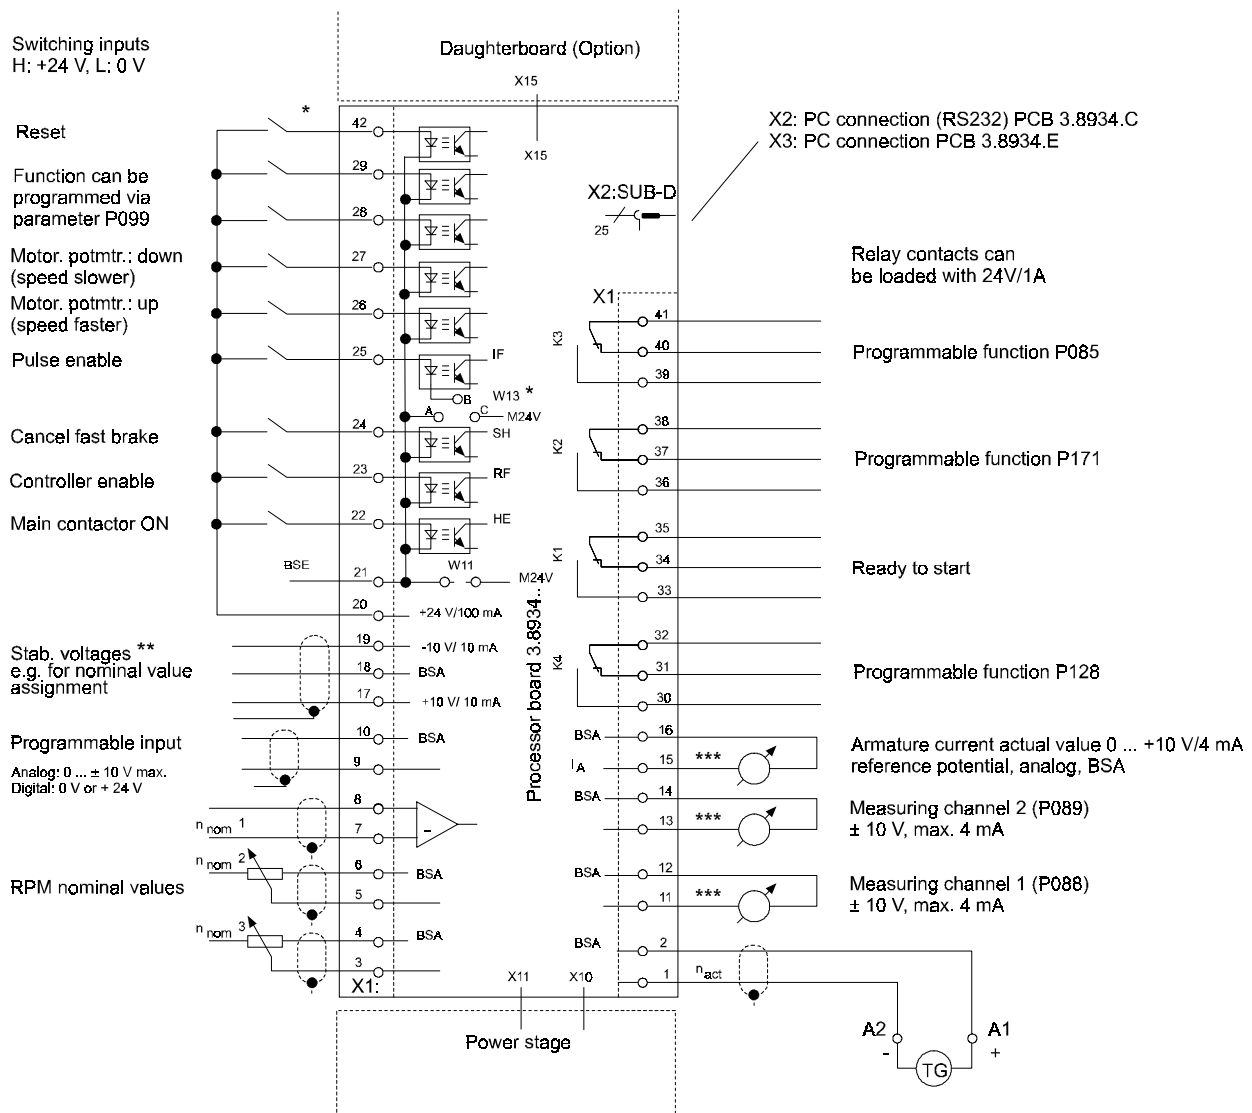 Switching inputs
H: +24 V, L: 0 V
Daughterboard (Option)
X15
X15
X2: PC connection (RS232) PCB 3.8934.C
X3: PC connection PCB 3.8934.E
X2:SUB-D
25
Relay contacts can
be loaded with 24V/1A
*
Reset
42
Function can be
programmed via
parameter P099
29
28
Motor. potmtr.: down
(speed slower)
27
Motor. potmtr.: up
(speed faster)
26
Pulse enable
25
IF
B
W13 *
A
C
M24V
Cancel fast brake
24
SH
Controller enable
23
RF
Main contactor ON
22
HE
BSE
21
W11
M24V
20
+24 V/100 mA
Stab. voltages **
e.g. for nominal value
assignment
19
-10 V/ 10 mA
18
BSA
17
+10 V/ 10 mA
Programmable input
Analog: 0 ... ± 10 V max.
Digital: 0 V or + 24 V
10
BSA
9
n nom 1
8
7
-
RPM nominal values
n nom 2
6
BSA
5
n nom 3
4
BSA
3
X1:
Processor board 3.8934..
X1
K3
41
40
39
Programmable function P085
K2
38
37
36
Programmable function P171
K1
35
34
33
Ready to start
K4
32
31
30
Programmable function P128
BSA
16
IA
15
***
Armature current actual value 0 ... +10 V/4 mA
reference potential, analog, BSA
BSA
14
13
***
Measuring channel 2 (P089)
± 10 V, max. 4 mA
12
BSA
11
***
Measuring channel 1 (P088)
± 10 V, max. 4 mA
BSA
2
1
n act
X11
X10
Power stage
A2
-
A1
+
TG